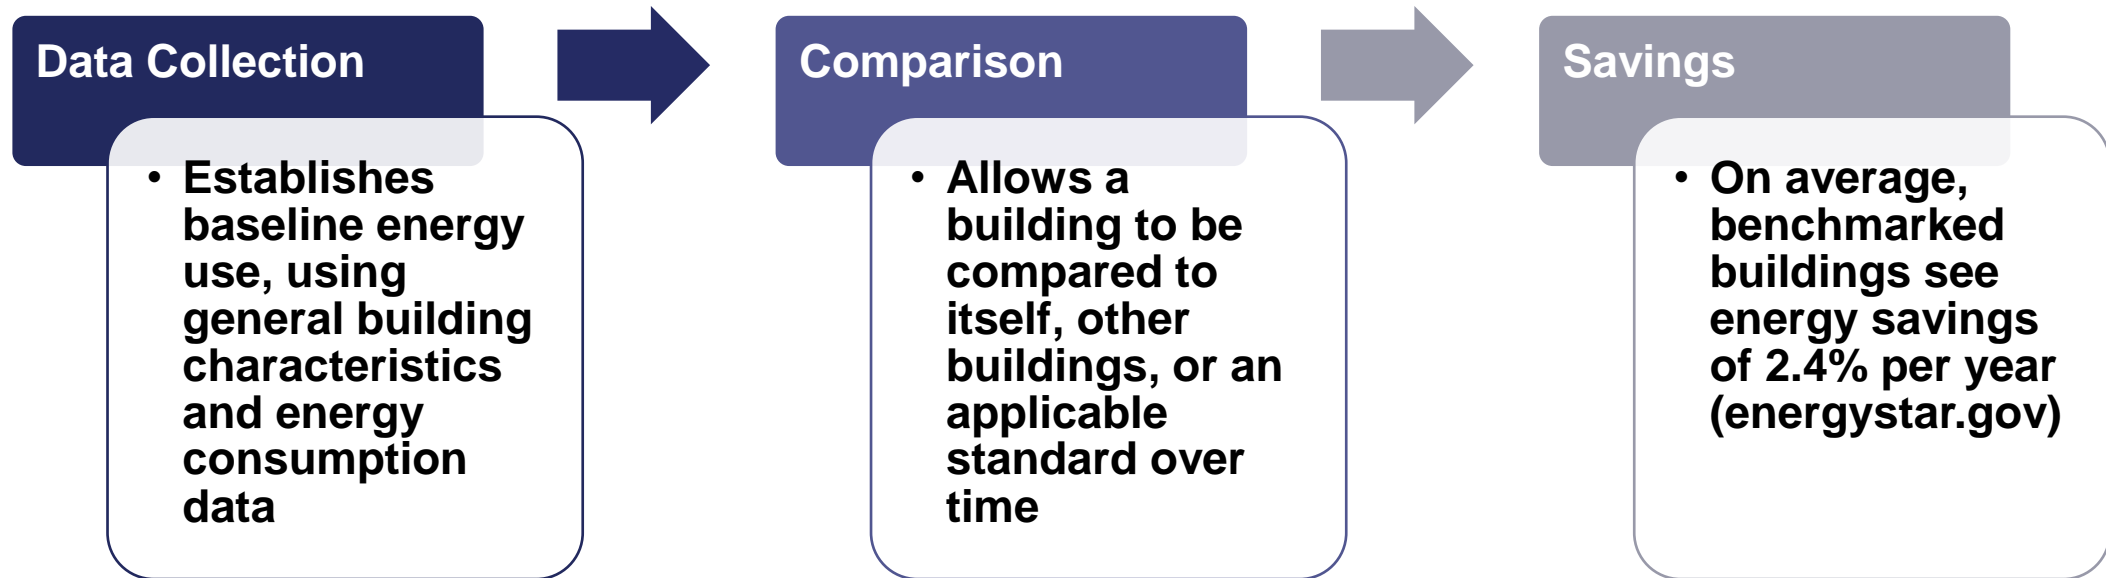 Data Collection
• Establishes
baseline energy
use, using
general building
characteristics
and energy
consumption
data
Comparison
• Allows a
building to be
compared to
itself, other
buildings, or an
applicable
standard over
time
Savings
• On average,
benchmarked
buildings see
energy savings
of 2.4% per year
(energystar.gov)